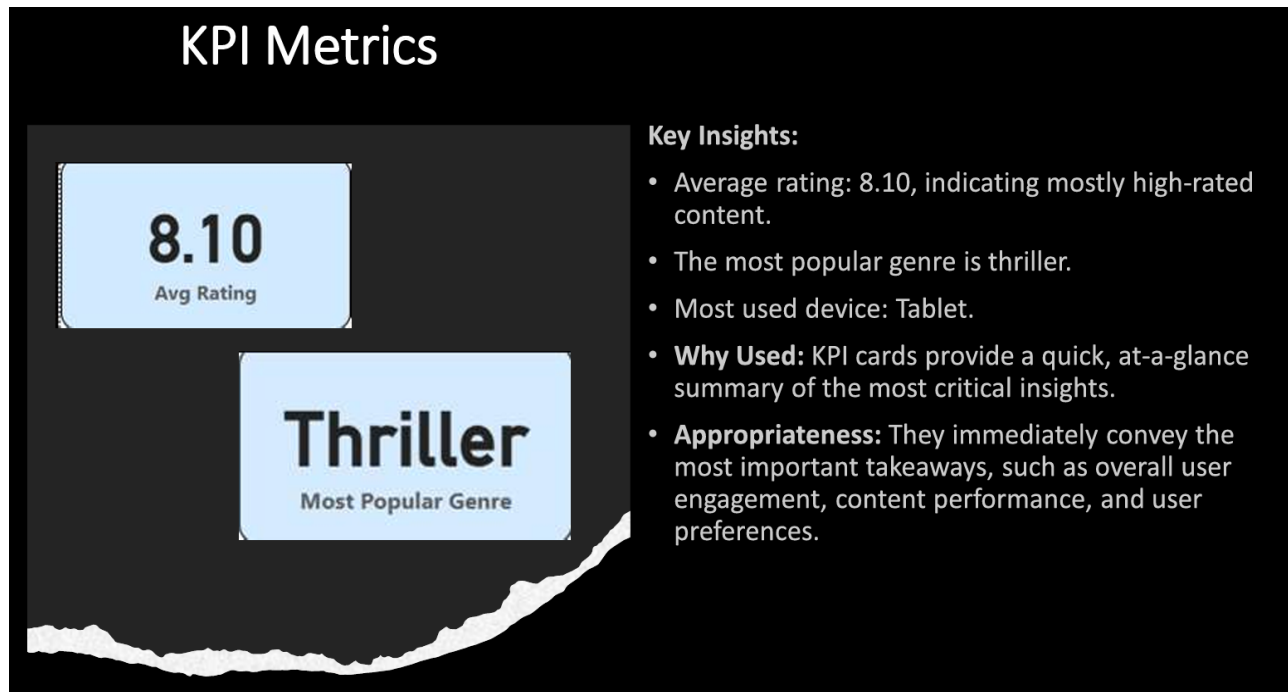 KPI Metrics
8.10
Avg Rating
Thriller
Most Popular Genre
Key Insights:
• Average rating: 8.10, indicating mostly high-rated
content.
• The most popular genre is thriller.
• Most used device: Tablet.
• Why Used: KPI cards provide a quick, at-a-glance
summary of the most critical insights.
• Appropriateness: They immediately convey the
most important takeaways, such as overall user
engagement, content performance, and user
preferences.